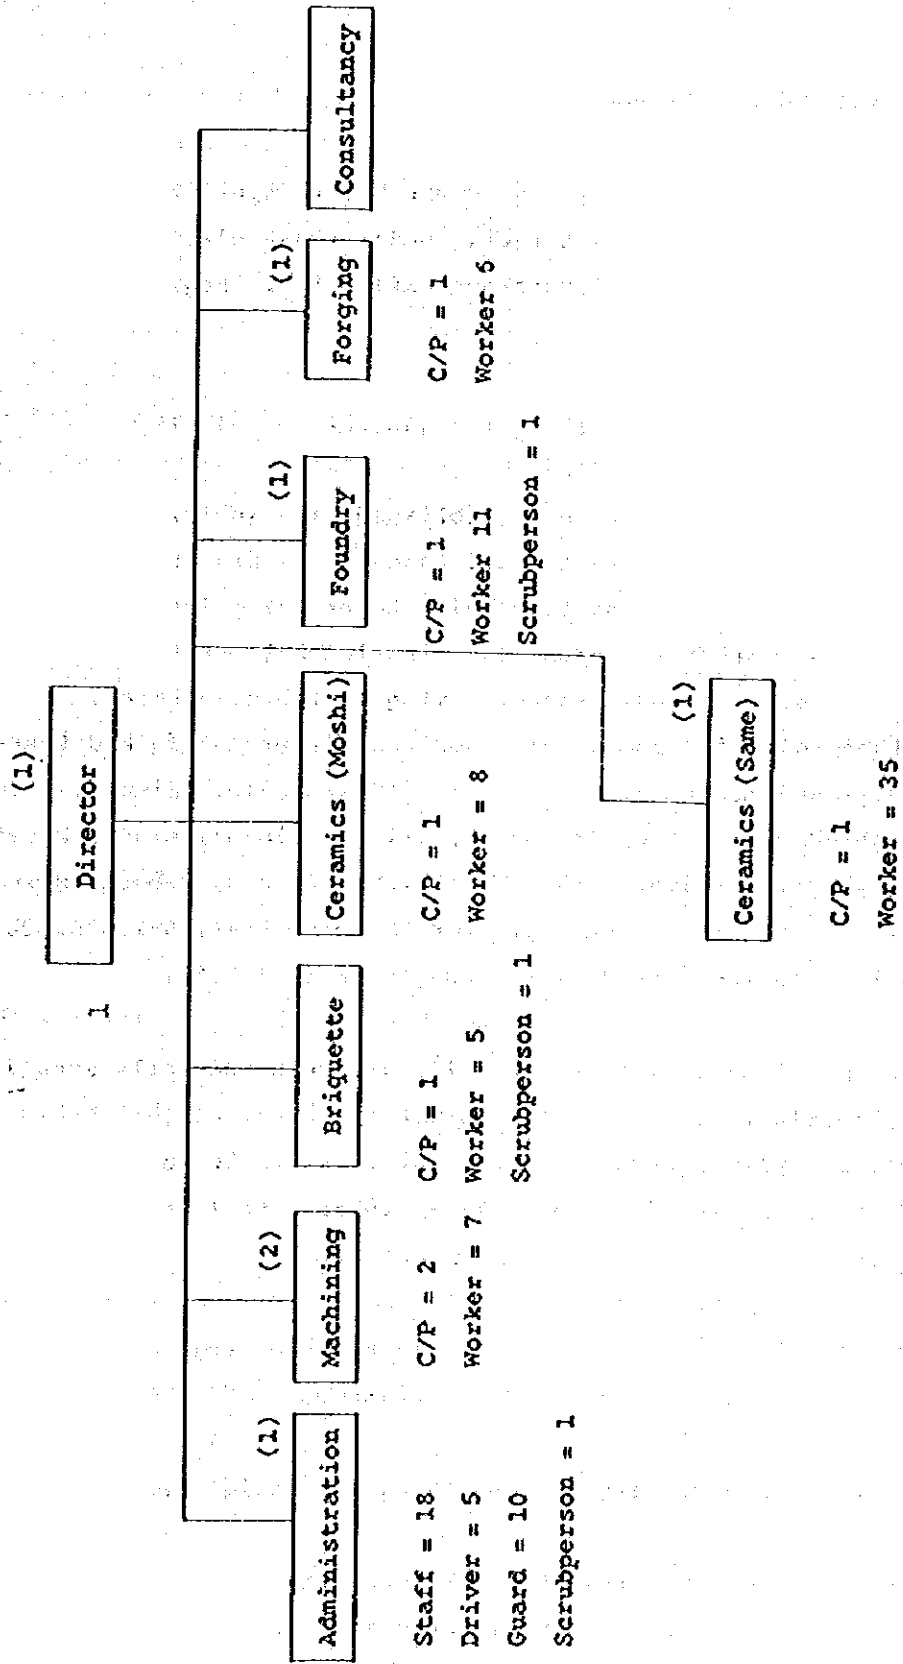 (1)
Director
1
(1)
Administration
Staff = 18
Driver = 5
Guard = 10
Scrubperson = 1
(2)
Machining
C/P = 2
Worker = 7
Briquette
C/P = 1
Worker = 5
Scrubperson = 1
Ceramics (Moshi)
C/P = 1
Worker = 8
(1)
Foundry
C/P = 1
Worker 11
Scrubperson = 1
(1)
Forging
C/P = 1
Worker 6
Consultancy
(1)
Ceramics (Same)
C/P = 1
Worker = 35